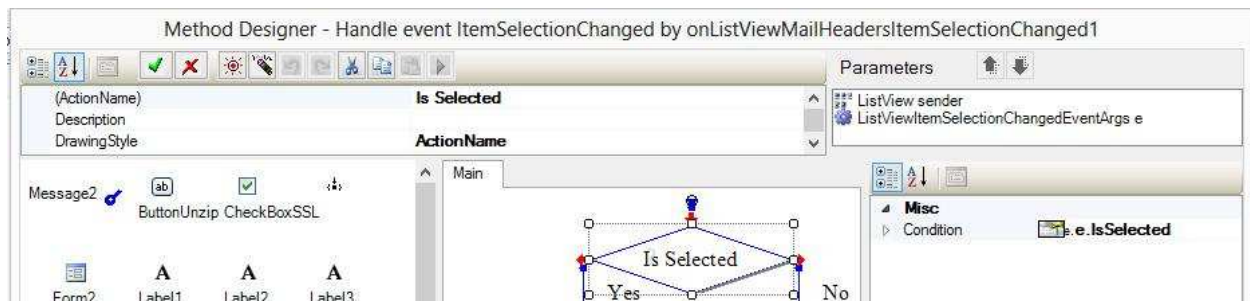 Method Designer - Handle event ItemSelectionChanged by onListViewMailHeadersItemSelectionChanged1
Parameters
(ActionName) Is Selected
Description
DrawingStyle ActionName
ListView sender
ListViewItemSelectionChangedEventArgs e
Message2
ab
ButtonUnzip CheckBoxSSL
Main
Misc
Condition e.e.IsSelected
Is Selected
Yes
No
A A A
Form2 Label1 Label2 Label3